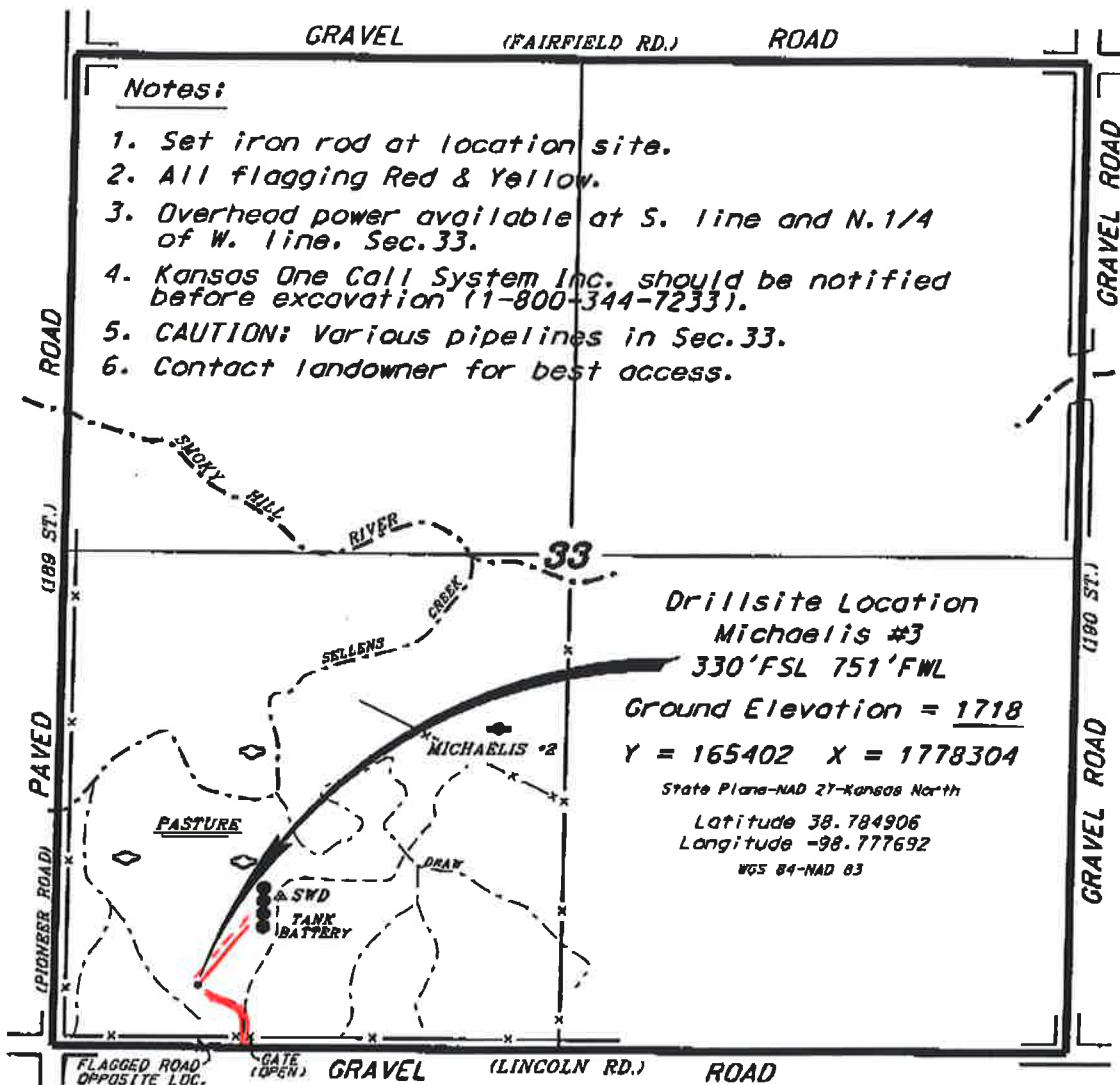 GRAVEL (FAIRFIELD RD.) ROAD
Notes:
1. Set iron rod at location site.
2. All flagging Red & Yellow.
3. Overhead power available at S. line and N.1/4
of W. line. Sec.33.
4. Kansas One Call System Inc. should be notified
before excavation (1-800-344-7233).
5. CAUTION: Various pipelines in Sec.33.
6. Contact landowner for best access.
GRAVEL ROAD
ROAD
(189 ST.)
PAVED
(PIONEER ROAD)
SMOKY
HILL
RIVER
33
CREEK
SELLENS
(190 ST.)
GRAVEL ROAD
Drillsite Location
Michaelis #3
330'FSL 751'FWL
Ground Elevation = 1718
Y = 165402 X = 1778304
State Plane-NAD 27-Kansas North
Latitude 38.784906
Longitude -98.777692
WGS 84-NAD 83
MICHAELIS #2
PASTURE
DRAW
SWD
TANK
BATTERY
FLAGGED ROAD
OPPOSITE LOC.
GATE
(OPEN)
GRAVEL (LINCOLN RD.) ROAD